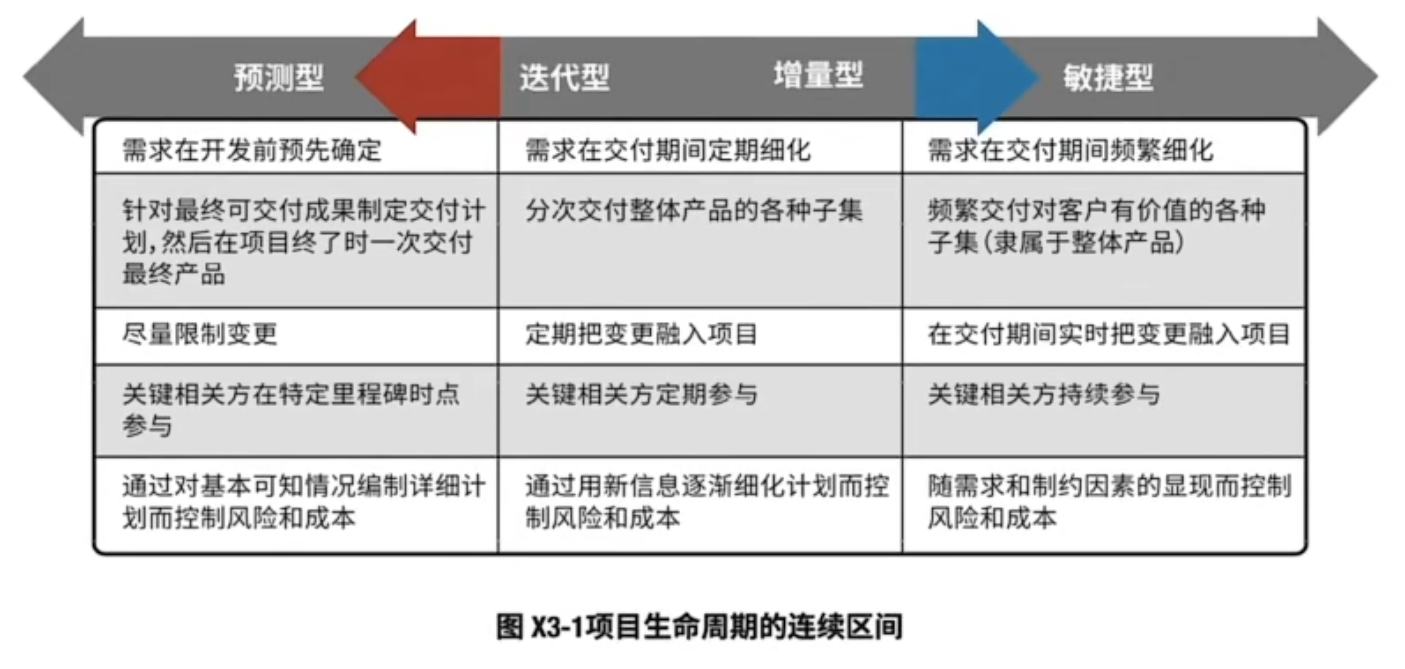 预测型 迭代型 增量型 敏捷型
需求在开发前预先确定
需求在交付期间定期细化
需求在交付期间频繁细化
针对最终可交付成果制定交付计
划,然后在项目终了时一次交付
最终产品
分次交付整体产品的各种子集
频繁交付对客户有价值的各种
子集(隶属于整体产品)
尽量限制变更
定期把变更融入项目
在交付期间实时把变更融入项目
关键相关方在特定里程碑时点
参与
关键相关方定期参与
关键相关方持续参与
通过对基本可知情况编制详细计
划而控制风险和成本
通过用新信息逐渐细化计划而控
制风险和成本
随需求和制约因素的显现而控制
风险和成本
图 X3-1项目生命周期的连续区间